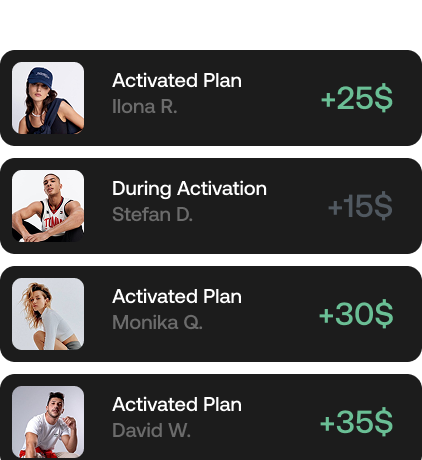 Activated Plan
Ilona R.
+25$
During Activation
Stefan D.
+15$
Activated Plan
Monika Q.
+30$
Activated Plan
David W.
+35$